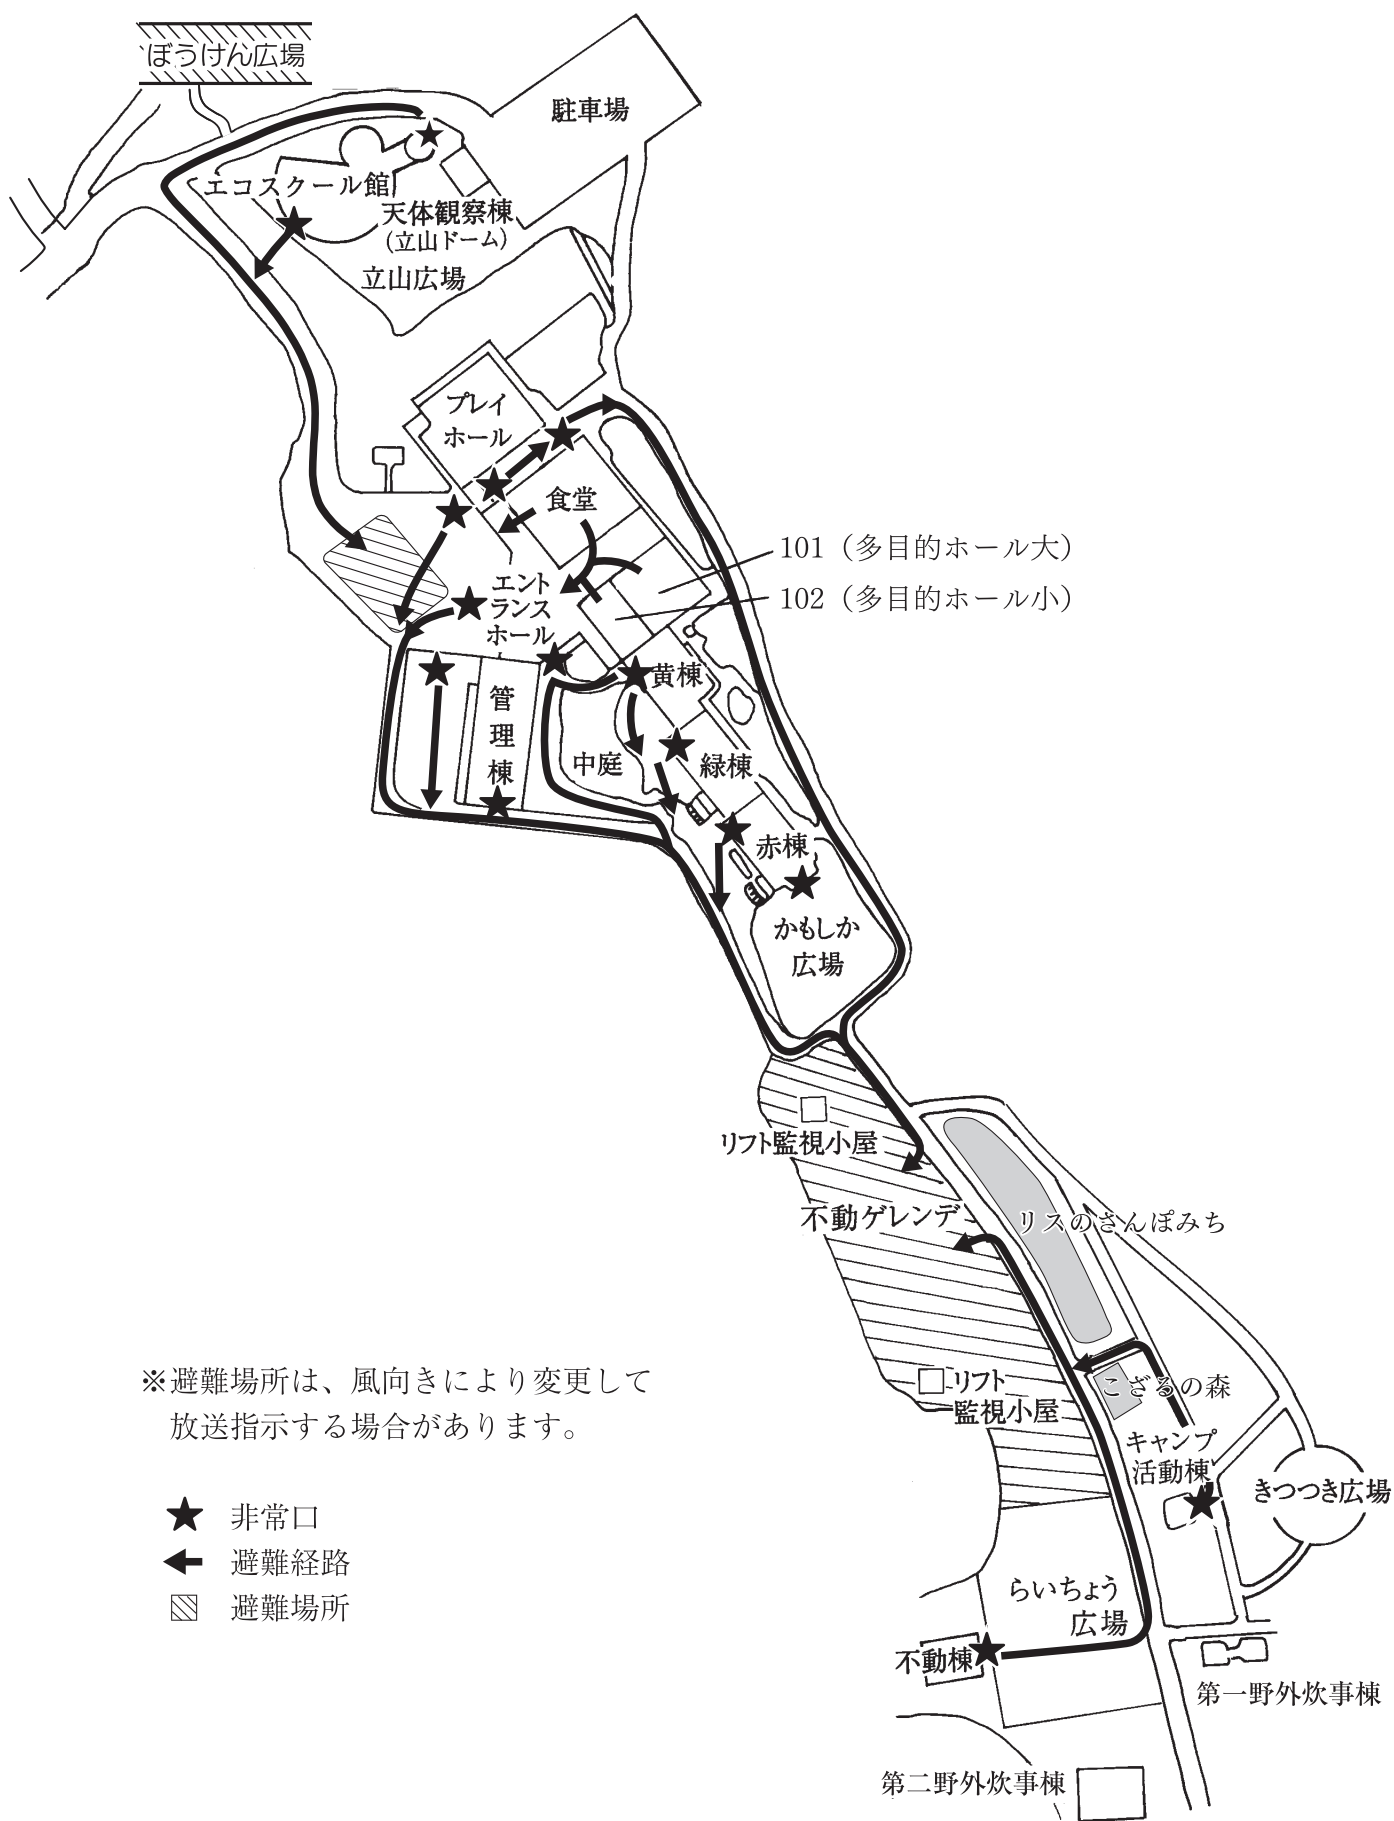 ぼうけん広場
駐車場
エコスクール館
天体観察棟
(立山ドーム)
立山広場
プレイ
ホール
食堂
101（多目的ホール大）
102（多目的ホール小）
エント
ランス
ホール
黄棟
管理棟
中庭
緑棟
赤棟
かもしか
広場
リフト監視小屋
不動ゲレンデ
リスのさんぽみち
リフト
監視小屋
こざるの森
キャンプ
活動棟
きつつき広場
らいちょう
広場
不動棟
第一野外炊事棟
第二野外炊事棟
※避難場所は、風向きにより変更して
放送指示する場合があります。
★ 非常口
← 避難経路
避難場所